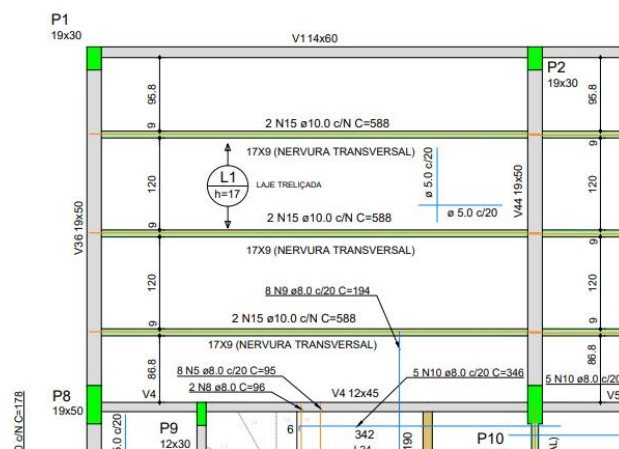 P1
19x30
V1 14x60
P2
19x30
95.8
95.8
9
2 N15 ø10.0 c/N C=588
9
17X9 (NERVURA TRANSVERSAL)
L1
h=17
LAJE TRELIÇADA
ø 5.0 c/20
ø 5.0 c/20
120
120
V36 19x50
V44 19x50
9
2 N15 ø10.0 c/N C=588
9
17X9 (NERVURA TRANSVERSAL)
120
120
8 N9 ø8.0 c/20 C=194
9
2 N15 ø10.0 c/N C=588
9
17X9 (NERVURA TRANSVERSAL)
86.8
86.8
8 N5 ø8.0 c/20 C=95
5 N10 ø8.0 c/20 C=346
5 N10 ø8.0 c/20
2 N8 ø8.0 C=96
P8
19x50
V4
V4 12x45
V5
P9
12x30
6
342
190
P10
c/N C=178
5.0 c/20